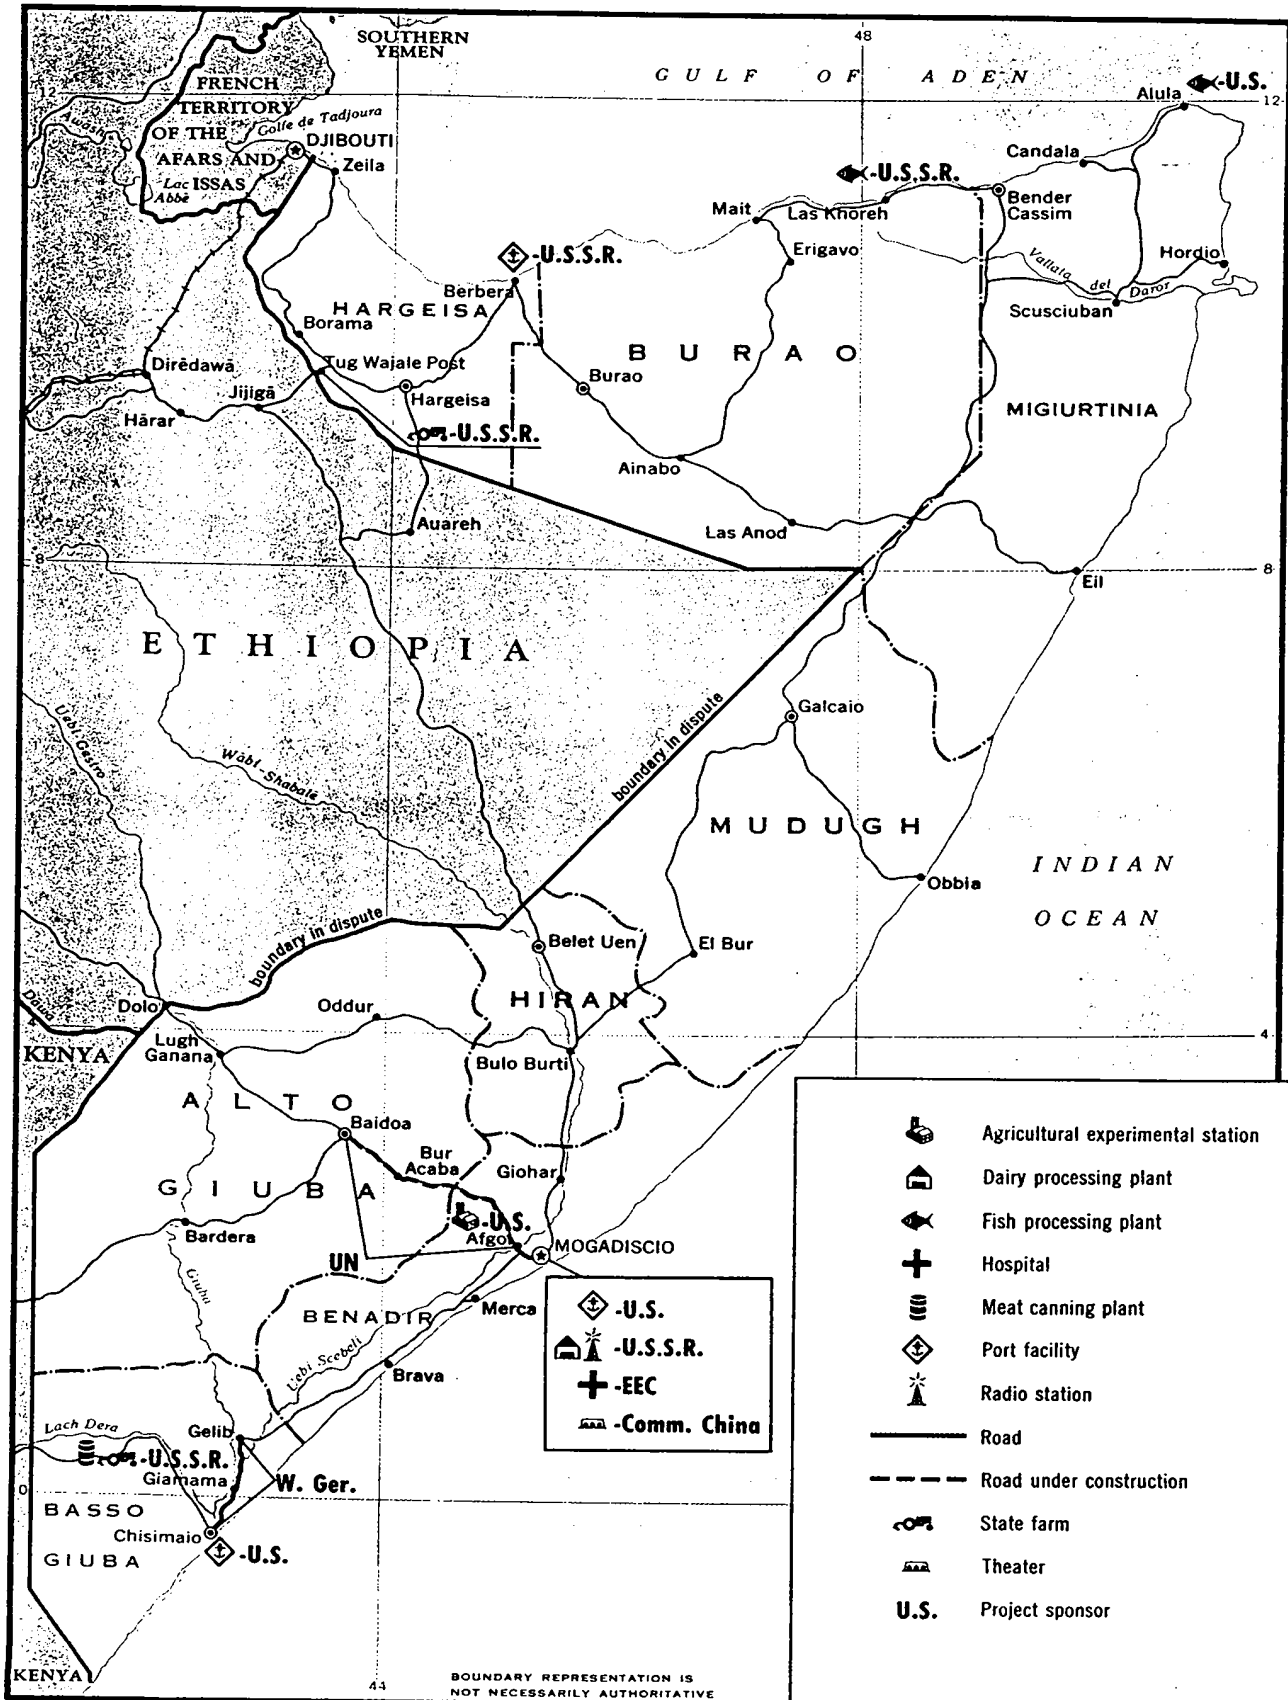 SOUTHERN
YEMEN
48
GULF OF ADEN
-U.S.
FRENCH
TERRITORY
OF THE
AFARS AND
ISSAS
Awash
12
Alula
12
Golfe de Tadjoura
DJIBOUTI
Zeila
Lac
Abbé
Candala
-U.S.S.R.
Bender
Cassim
Mait
Las Khoreh
Erigavo
Hordio
-U.S.S.R.
Berbera
Vallata del Daror
Scusciuban
HARGEISA
Borama
BURAO
Dirēdawā
Tug Wajale Post
Jijigā
Hargeisa
Burao
Hārar
MIGIURTINIA
-U.S.S.R.
Ainabo
Auareh
Las Anod
8
8
Eil
ETHIOPIA
Uebi Gestro
Wābī-Shabalē
boundary in dispute
Galcaio
MUDUGH
Obbia
INDIAN
OCEAN
boundary in dispute
Belet Uen
El Bur
HIRAN
Dawa
Dolo
Oddur
4
4
KENYA
Lugh
Ganana
Bulo Burti
ALTO
Baidoa
Bur
Acaba
Giohar
GIUBA
-U.S.
Afgoi
Bardera
UN
MOGADISCIO
Giuba
Merca
BENADIR
Uebi Scebeli
Brava
-U.S.
-U.S.S.R.
-EEC
-Comm. China
Lach Dera
Gelib
-U.S.S.R.
Giamama
W. Ger.
0
BASSO
GIUBA
Chisimaio
-U.S.
KENYA
44
BOUNDARY REPRESENTATION IS
NOT NECESSARILY AUTHORITATIVE
Agricultural experimental station
Dairy processing plant
Fish processing plant
Hospital
Meat canning plant
Port facility
Radio station
Road
Road under construction
State farm
Theater
U.S. Project sponsor